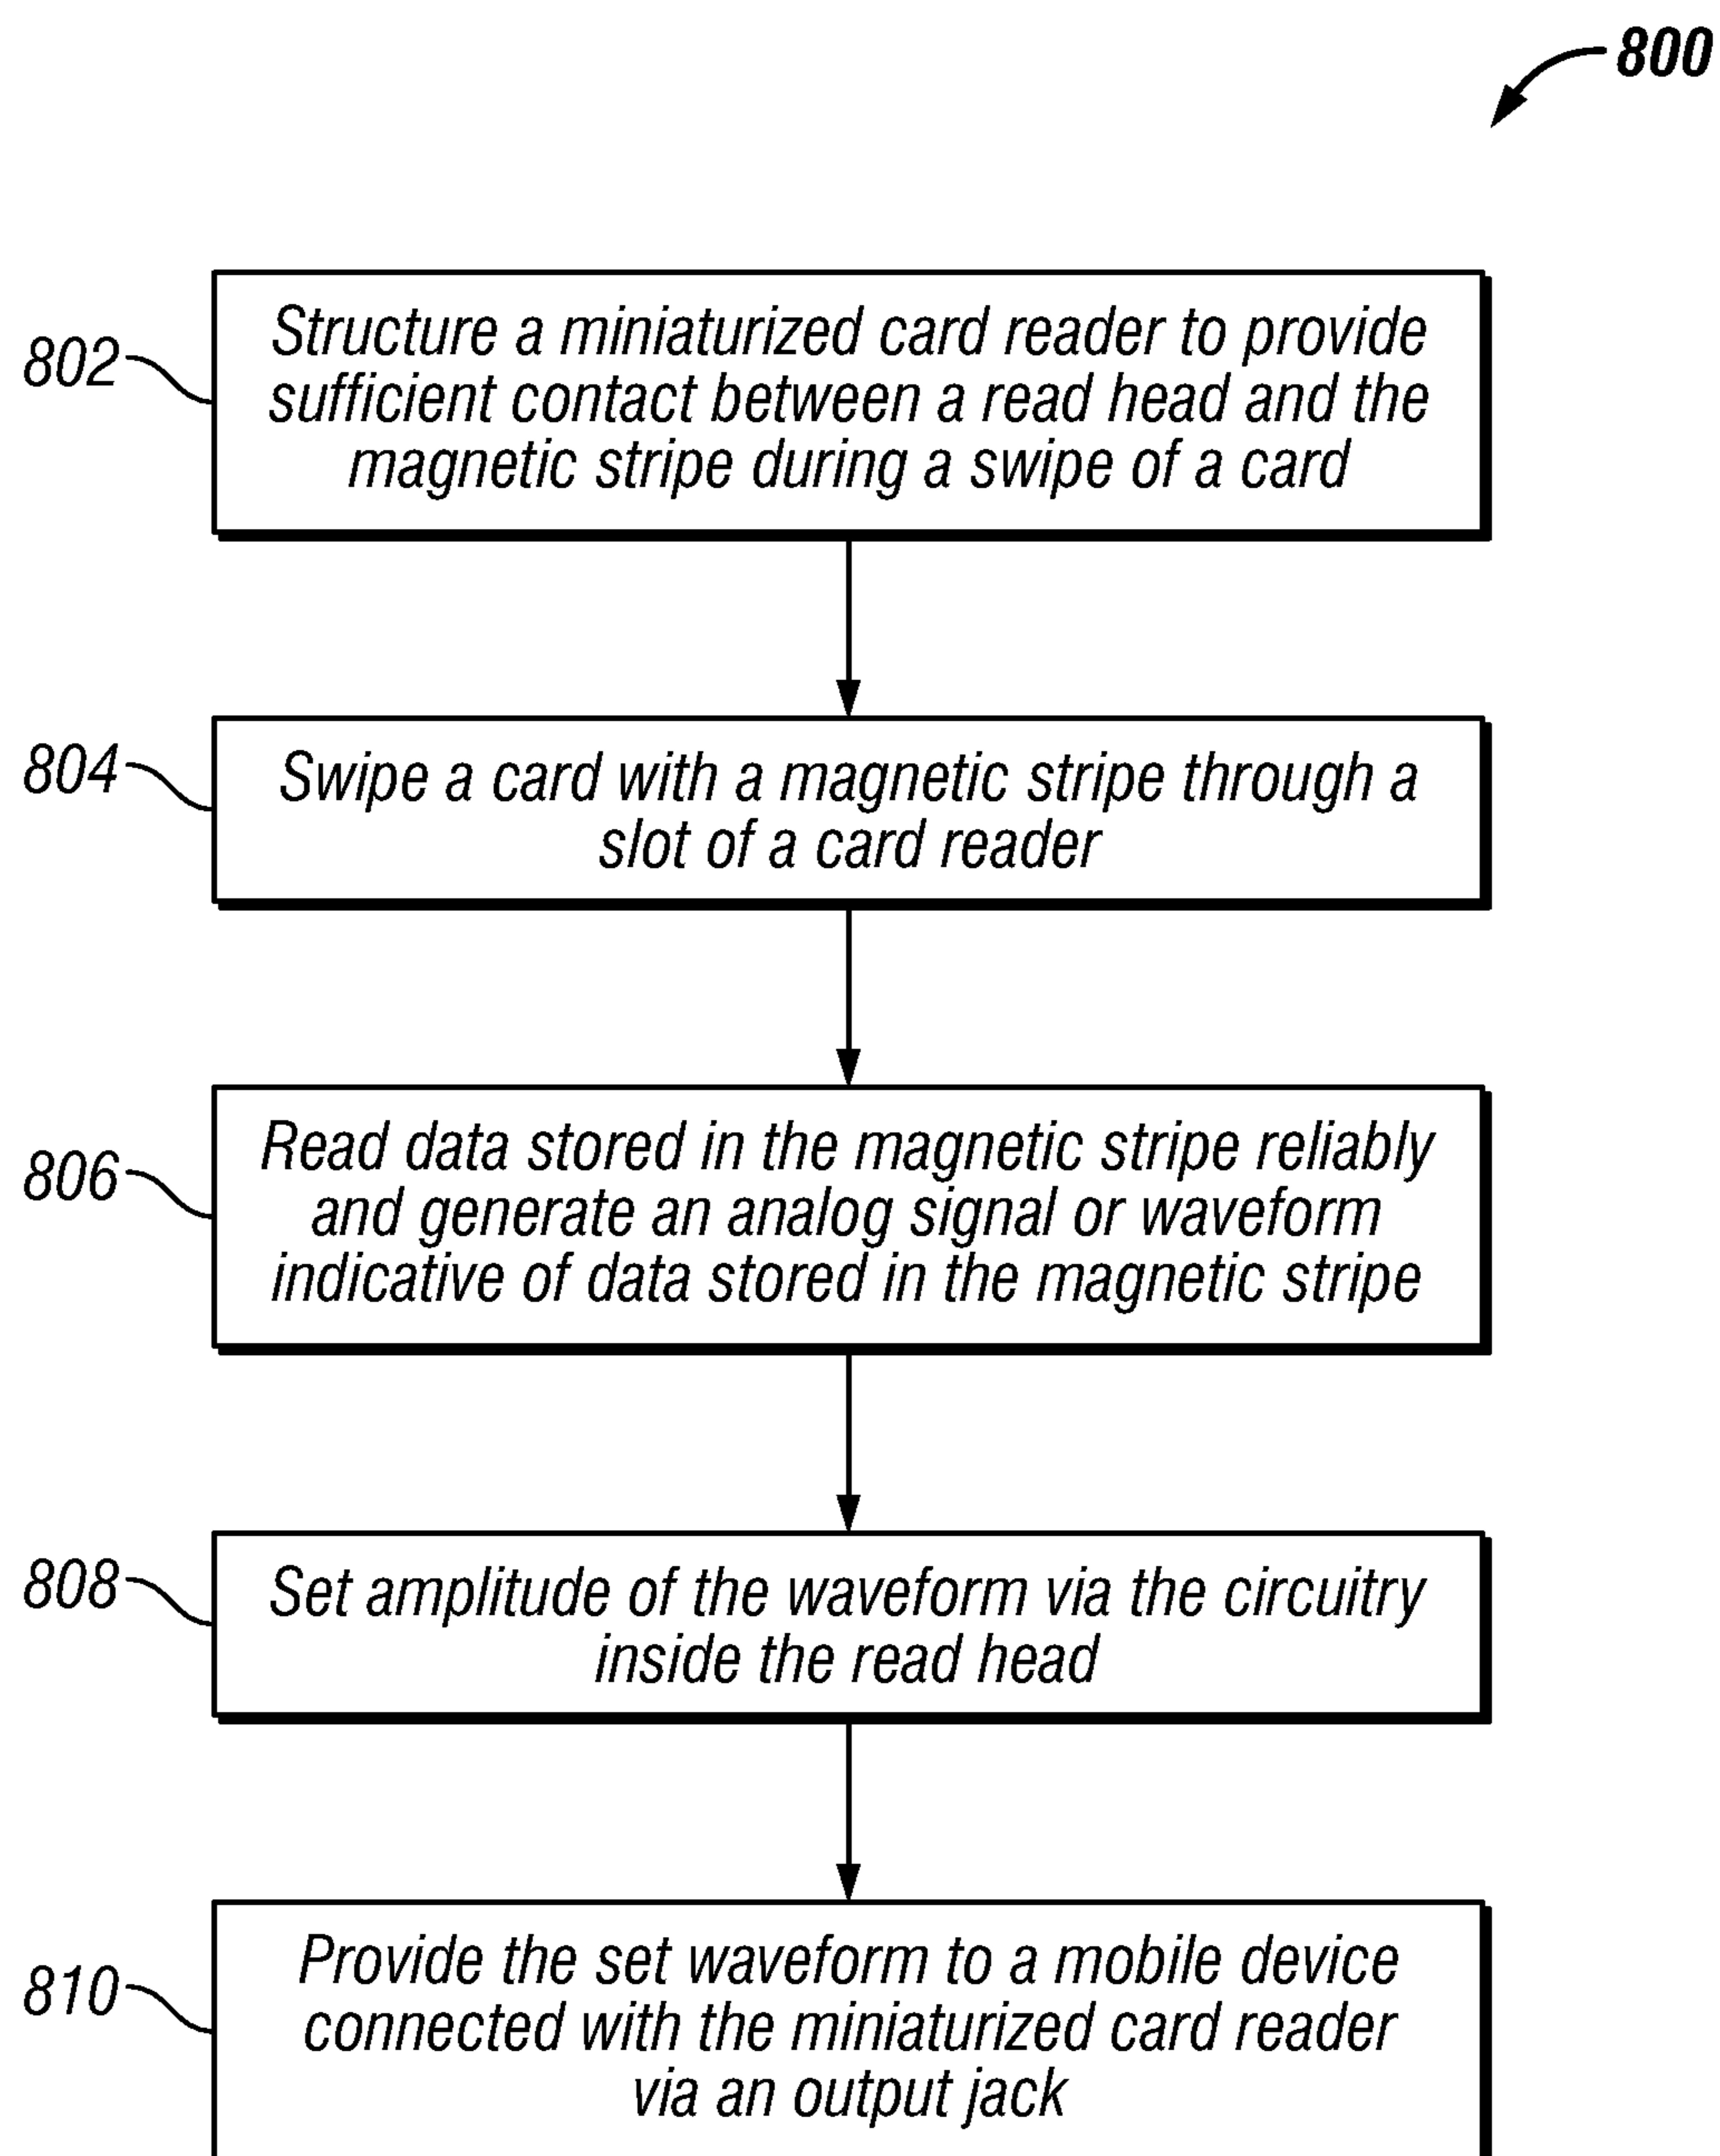 800
802
Structure a miniaturized card reader to provide
sufficient contact between a read head and the
magnetic stripe during a swipe of a card
804
Swipe a card with a magnetic stripe through a
slot of a card reader
806
Read data stored in the magnetic stripe reliably
and generate an analog signal or waveform
indicative of data stored in the magnetic stripe
808
Set amplitude of the waveform via the circuitry
inside the read head
810
Provide the set waveform to a mobile device
connected with the miniaturized card reader
via an output jack